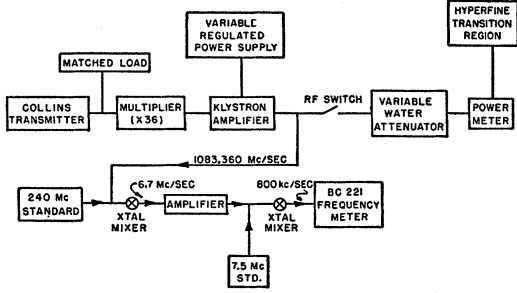 HYPERFINE
TRANSITION
REGION
VARIABLE
REGULATED
POWER SUPPLY
MATCHED LOAD
COLLINS
TRANSMITTER
MULTIPLIER
(X36)
KLYSTRON
AMPLIFIER
RF SWITCH
VARIABLE
WATER
ATTENUATOR
POWER
METER
1083,360 Mc/SEC
240 Mc
STANDARD
6.7 Mc/SEC
XTAL
MIXER
AMPLIFIER
800kc/SEC
XTAL
MIXER
BC 221
FREQUENCY
METER
7.5 Mc
STD.